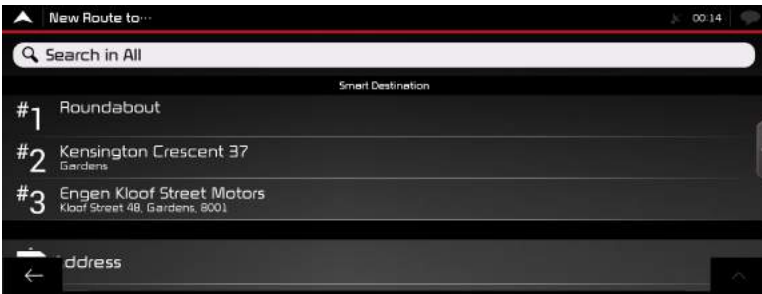 New Route to...
00:14
Search in All
Smart Destination
#1 Roundabout
#2 Kensington Crescent 37
Gardens
#3 Engen Kloof Street Motors
Kloof Street 48, Gardens, 8001
ddress